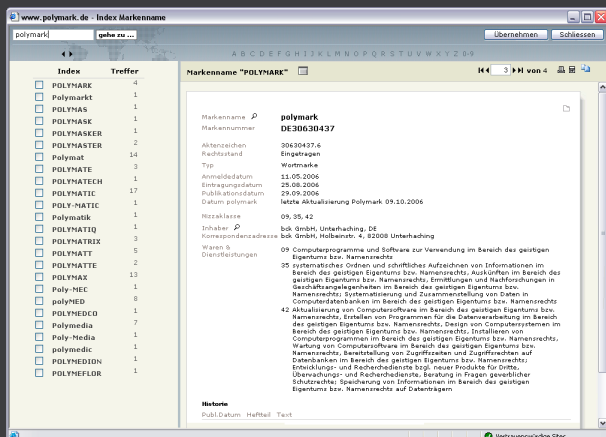 www.polymark.de - Index Markenname
polymark
gehe zu ...
Übernehmen
Schliessen
A B C D E F G H I J K L M N O P Q R S T U V W X Y Z 0-9
Index Treffer
POLYMARK 4
Polymarkt 1
POLYMAS 1
POLYMASK 1
POLYMASKER 1
POLYMASTER 2
Polymat 14
POLYMATE 3
POLYMATECH 1
POLYMATIC 17
POLY-MATIC 1
Polymatik 1
POLYMATIQ 1
POLYMATRIX 3
POLYMATT 5
POLYMATTE 2
POLYMAX 13
Poly-MEC 1
polyMED 8
POLYMEDCO 1
Polymedia 7
Poly-Media 1
polymedic 1
POLYMEDION 1
POLYMEFLOR 1
Markenname "POLYMARK"
3 von 4
Markenname polymark
Markennummer DE30630437
Aktenzeichen 30630437.6
Rechtsstand Eingetragen
Typ Wortmarke
Anmeldedatum 11.05.2006
Eintragungsdatum 25.08.2006
Publikationsdatum 29.09.2006
Datum polymark letzte Aktualisierung Polymark 09.10.2006
Nizzaklasse 09, 35, 42
Inhaber bck GmbH, Unterhaching, DE
Korrespondenzadresse bck GmbH, Holbeinstr. 4, 82008 Unterhaching
Waren & Dienstleistungen
09 Computerprogramme und Software zur Verwendung im Bereich des geistigen
Eigentums bzw. Namensrechts
35 systematisches Ordnen und schriftliches Aufzeichnen von Informationen im
Bereich des geistigen Eigentums bzw. Namensrechts, Auskünften im Bereich des
geistigen Eigentums bzw. Namensrechts, Ermittlungen und Nachforschungen in
Geschäftsangelegenheiten im Bereich des geistigen Eigentums bzw.
Namensrechts; Systematisierung und Zusammenstellung von Daten in
Computerdatenbanken im Bereich des geistigen Eigentums bzw. Namensrechts
42 Aktualisierung von Computersoftware im Bereich des geistigen Eigentums bzw.
Namensrechts, Erstellen von Programmen für die Datenverarbeitung im Bereich
des geistigen Eigentums bzw. Namensrechts, Design von Computersystemen im
Bereich des geistigen Eigentums bzw. Namensrechts, Installieren von
Computerprogrammen im Bereich des geistigen Eigentums bzw. Namensrechts,
Wartung von Computersoftware im Bereich des geistigen Eigentums bzw.
Namensrechts, Bereitstellung von Zugriffszeiten und Zugriffsrechten auf
Datenbanken im Bereich des geistigen Eigentums bzw. Namensrechts;
Entwicklungs- und Recherchedienste bzgl. neuer Produkte für Dritte,
Überwachungs- und Recherchedienste, Beratung in Fragen gewerblicher
Schutzrechte; Speicherung von Informationen im Bereich des geistigen
Eigentums bzw. Namensrechts auf Datenträgern
Historie
Publ.Datum Heftteil Text
Vertrauenswürdige Sites